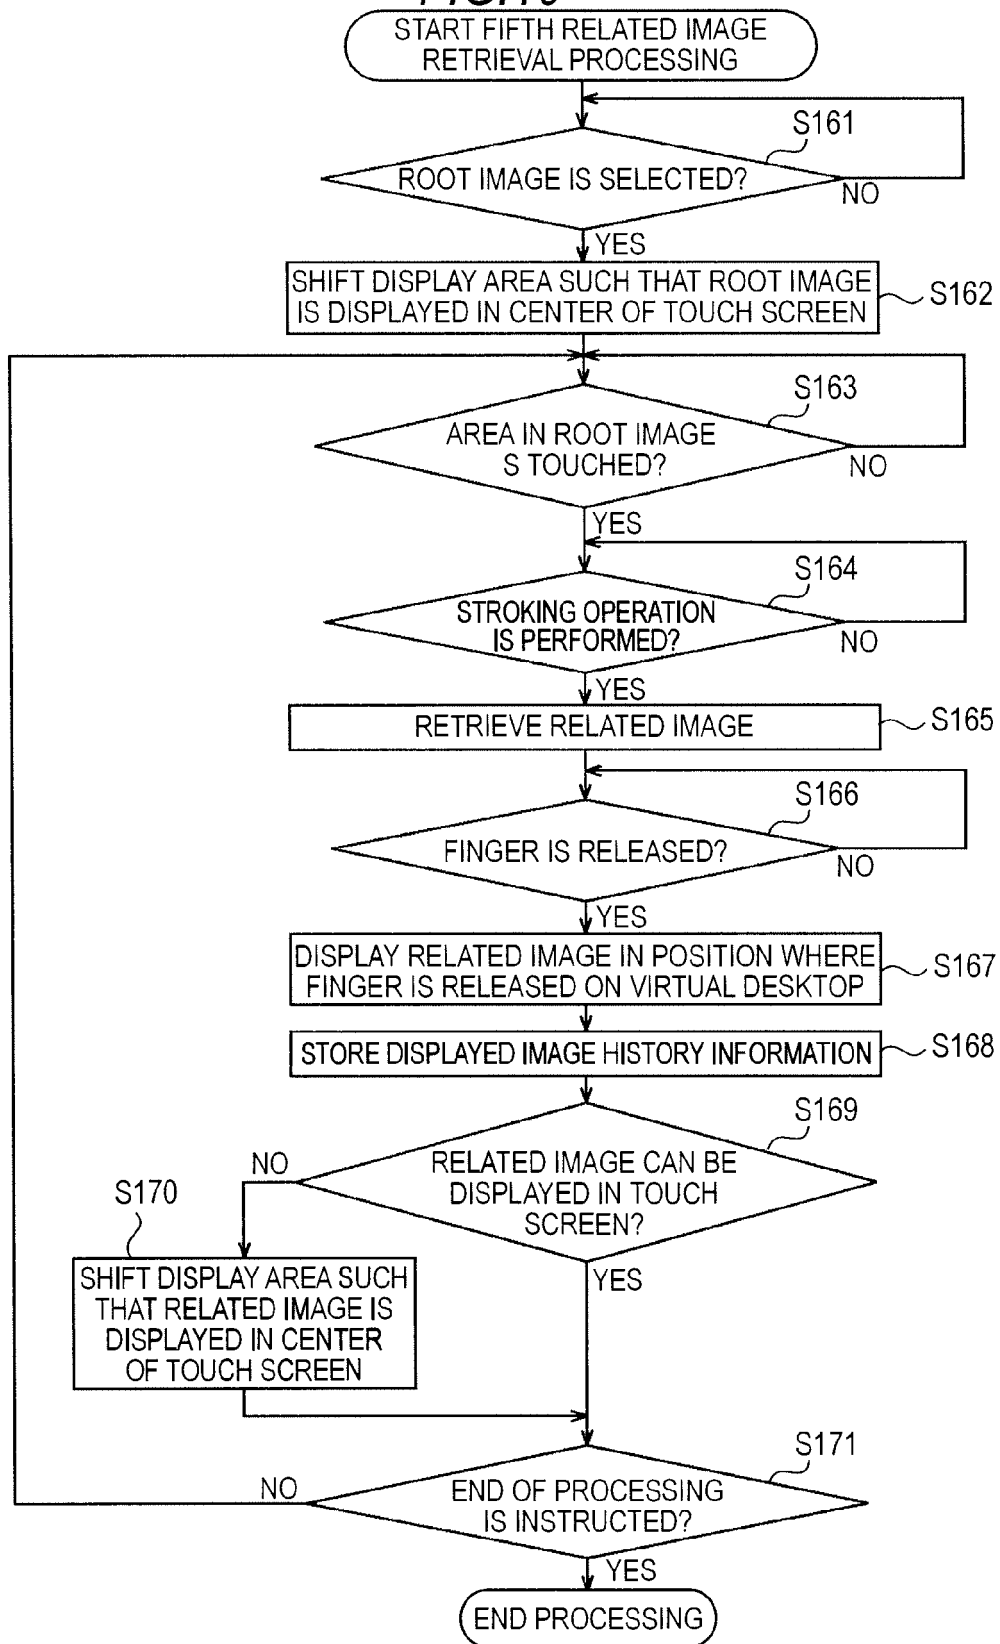 START FIFTH RELATED IMAGE
RETRIEVAL PROCESSING
S161
ROOT IMAGE IS SELECTED?
NO
YES
SHIFT DISPLAY AREA SUCH THAT ROOT IMAGE
IS DISPLAYED IN CENTER OF TOUCH SCREEN
S162
S163
AREA IN ROOT IMAGE
S TOUCHED?
NO
YES
S164
STROKING OPERATION
IS PERFORMED?
NO
YES
RETRIEVE RELATED IMAGE
S165
S166
FINGER IS RELEASED?
NO
YES
DISPLAY RELATED IMAGE IN POSITION WHERE
FINGER IS RELEASED ON VIRTUAL DESKTOP
S167
STORE DISPLAYED IMAGE HISTORY INFORMATION
S168
S169
RELATED IMAGE CAN BE
DISPLAYED IN TOUCH
SCREEN?
NO
YES
S170
SHIFT DISPLAY AREA SUCH
THAT RELATED IMAGE IS
DISPLAYED IN CENTER
OF TOUCH SCREEN
S171
END OF PROCESSING
IS INSTRUCTED?
NO
YES
END PROCESSING